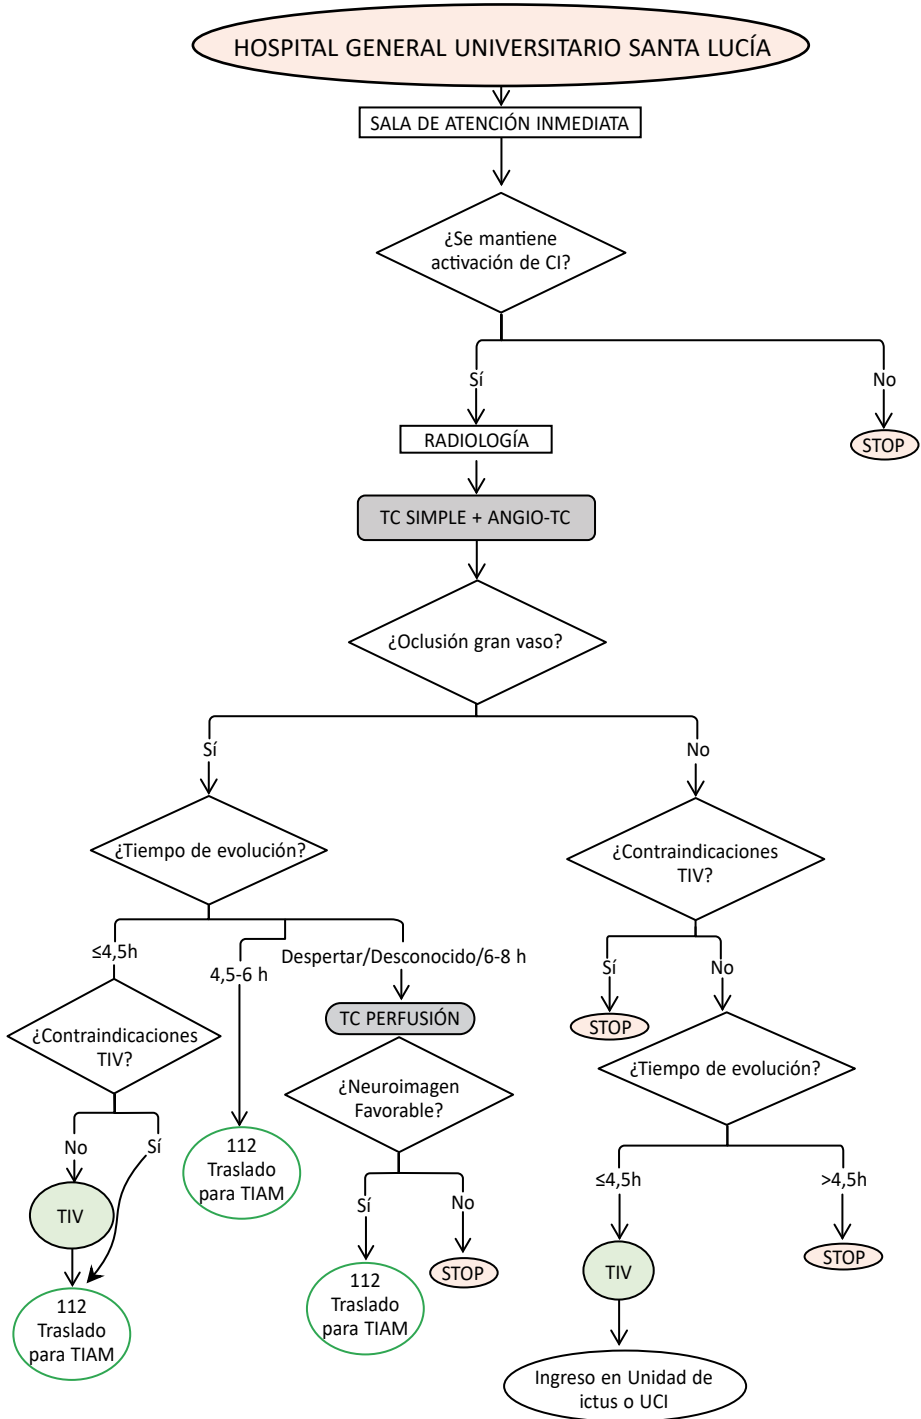 HOSPITAL GENERAL UNIVERSITARIO SANTA LUCÍA
SALA DE ATENCIÓN INMEDIATA
¿Se mantiene
activación de CI?
Sí
No
RADIOLOGÍA
STOP
TC SIMPLE + ANGIO-TC
¿Oclusión gran vaso?
Sí
No
¿Tiempo de evolución?
¿Contraindicaciones
TIV?
≤4,5h
4,5-6 h
Despertar/Desconocido/6-8 h
Sí
No
TC PERFUSIÓN
STOP
¿Contraindicaciones
TIV?
¿Neuroimagen
Favorable?
¿Tiempo de evolución?
No
Sí
112
Traslado
para TIAM
Sí
No
≤4,5h
>4,5h
TIV
STOP
TIV
STOP
112
Traslado
para TIAM
112
Traslado
para TIAM
Ingreso en Unidad de
ictus o UCI